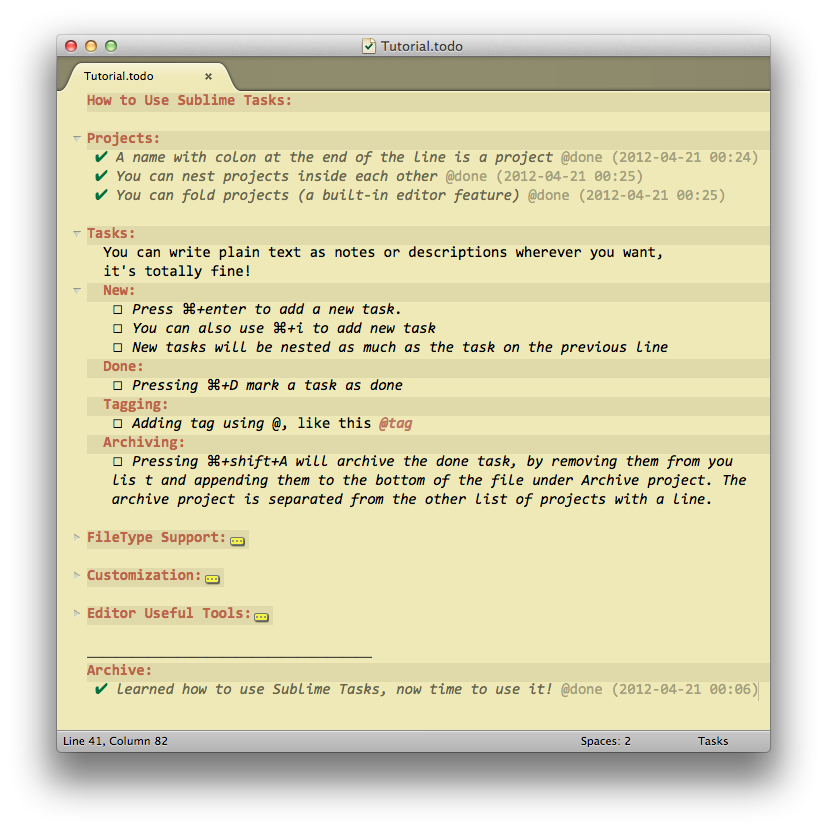 Tutorial.todo
Tutorial.todo ×
How to Use Sublime Tasks:
Projects:
✔ A name with colon at the end of the line is a project @done (2012-04-21 00:24)
✔ You can nest projects inside each other @done (2012-04-21 00:25)
✔ You can fold projects (a built-in editor feature) @done (2012-04-21 00:25)
Tasks:
You can write plain text as notes or descriptions wherever you want,
it's totally fine!
New:
☐ Press ⌘+enter to add a new task.
☐ You can also use ⌘+i to add new task
☐ New tasks will be nested as much as the task on the previous line
Done:
☐ Pressing ⌘+D mark a task as done
Tagging:
☐ Adding tag using @, like this @tag
Archiving:
☐ Pressing ⌘+shift+A will archive the done task, by removing them from you
lis t and appending them to the bottom of the file under Archive project. The
archive project is separated from the other list of projects with a line.
FileType Support:
Customization:
Editor Useful Tools:
Archive:
✔ learned how to use Sublime Tasks, now time to use it! @done (2012-04-21 00:06)
Line 41, Column 82 Spaces: 2 Tasks